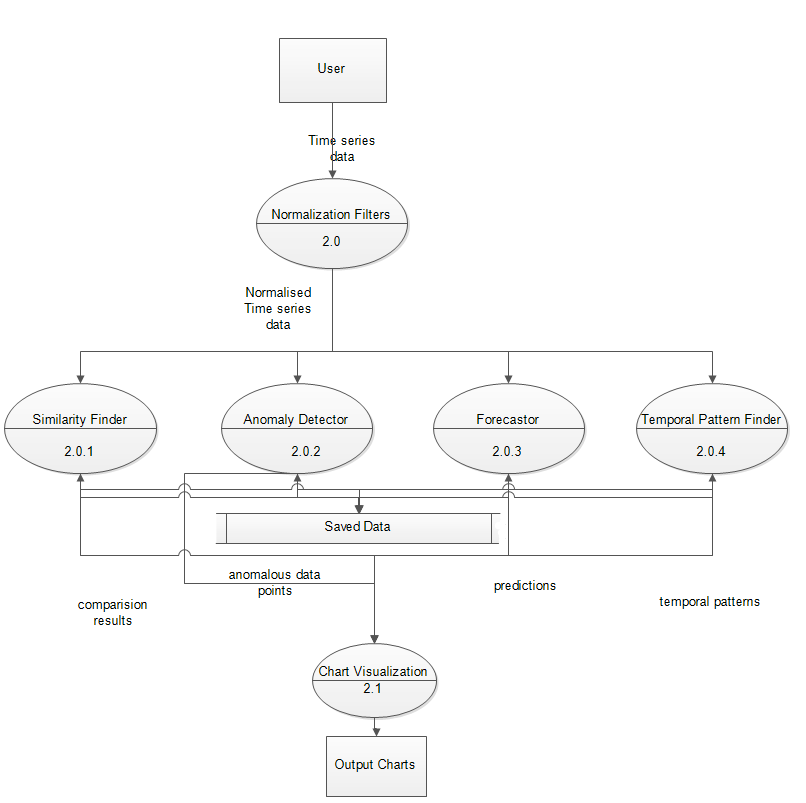 User
Time series
data
Normalization Filters
2.0
Normalised
Time series
data
Similarity Finder
2.0.1
Anomaly Detector
2.0.2
Forecastor
2.0.3
Temporal Pattern Finder
2.0.4
Saved Data
anomalous data
points
predictions
comparision
results
temporal patterns
Chart Visualization
2.1
Output Charts